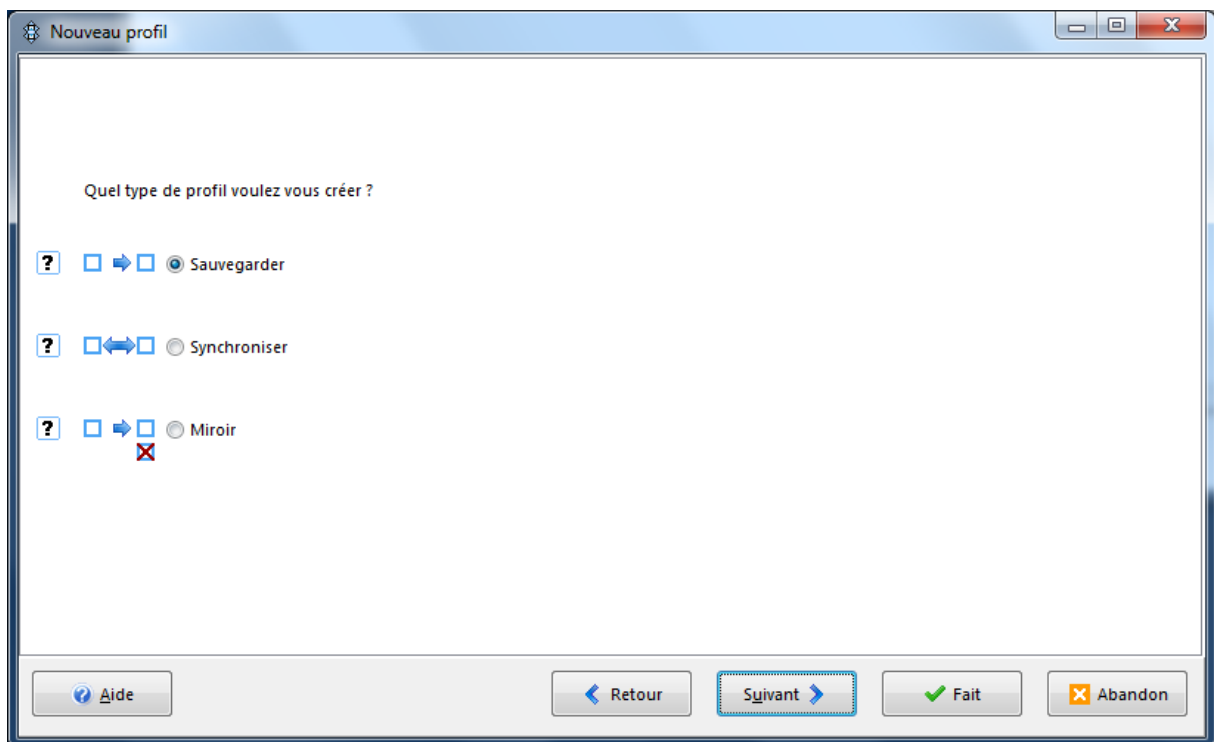 Nouveau profil
Quel type de profil voulez vous créer ?
? Sauvegarder
? Synchroniser
? Miroir
Aide Retour Suivant Fait Abandon